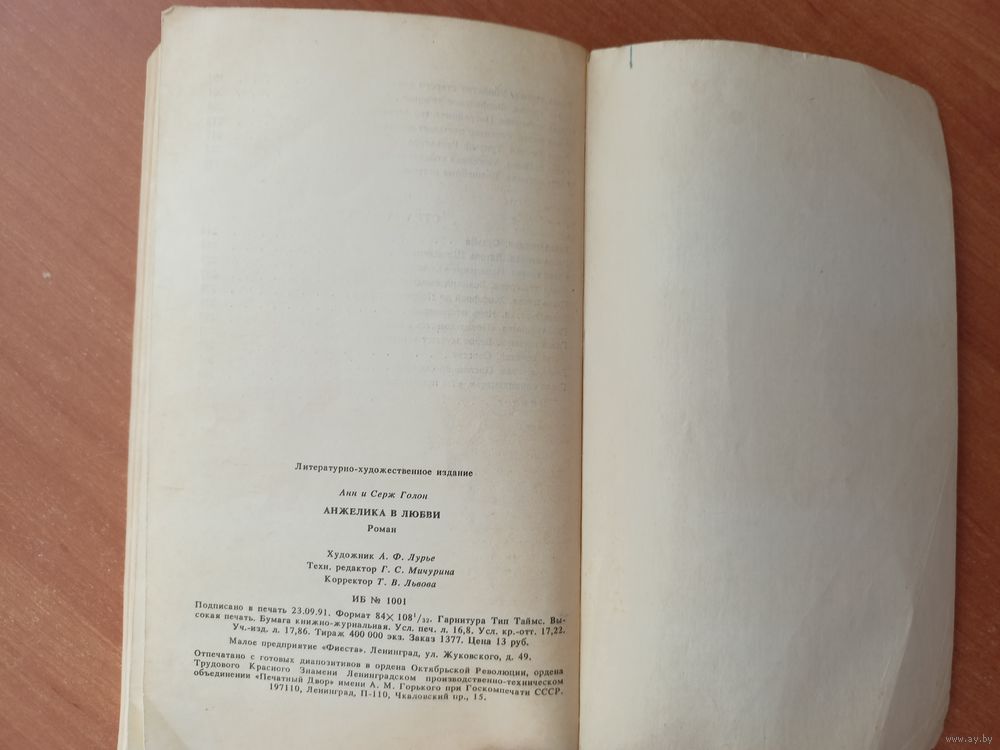 Литературно-художественное издание
Анн и Серж Голон
АНЖЕЛИКА В ЛЮБВИ
Роман
Художник А. Ф. Лурье
Техн. редактор Г. С. Мичурина
Корректор Т. В. Львова
ИБ № 1001
Подписано в печать 23.09.91. Формат 84×108¹/₃₂. Гарнитура Тип Таймс. Вы-
сокая печать. Бумага книжно-журнальная. Усл. печ. л. 16,8. Усл. кр.-отт. 17,22.
Уч.-изд. л. 17,86. Тираж 400 000 экз. Заказ 1377. Цена 13 руб.
Малое предприятие «Фиеста». Ленинград, ул. Жуковского, д. 49.
Отпечатано с готовых диапозитивов в ордена Октябрьской Революции, ордена
Трудового Красного Знамени Ленинградском производственно-техническом
объединении «Печатный Двор» имени А. М. Горького при Госкомпечати СССР.
197110, Ленинград, П-110, Чкаловский пр., 15.
www.ay.by